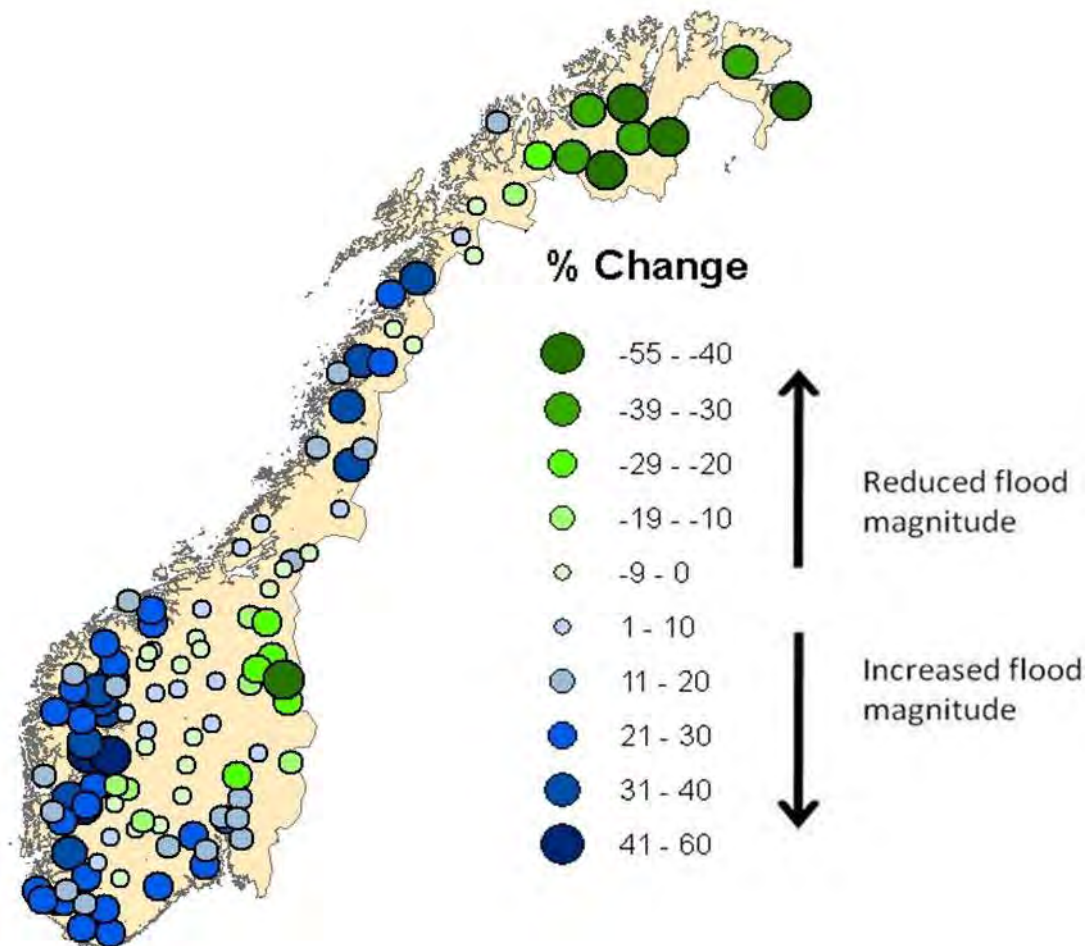 % Change
-55 - -40
-39 - -30
-29 - -20
-19 - -10
-9 - 0
1 - 10
11 - 20
21 - 30
31 - 40
41 - 60
Reduced flood
magnitude
Increased flood
magnitude